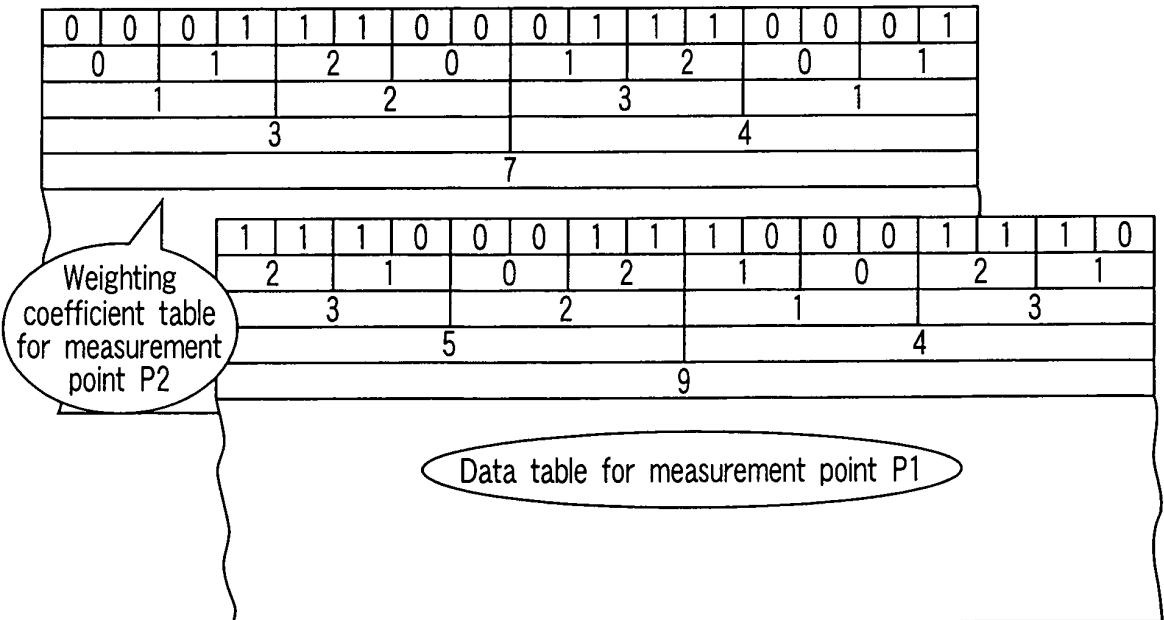 0 0 0 1 1 1 0 0 0 1 1 1 0 0 0 1
0 1 2 0 1 2 0 1
1 2 3 1
3 4
7
Weighting
coefficient table
for measurement
point P2
1 1 1 0 0 0 1 1 1 0 0 0 1 1 1 0
2 1 0 2 1 0 2 1
3 2 1 3
5 4
9
Data table for measurement point P1